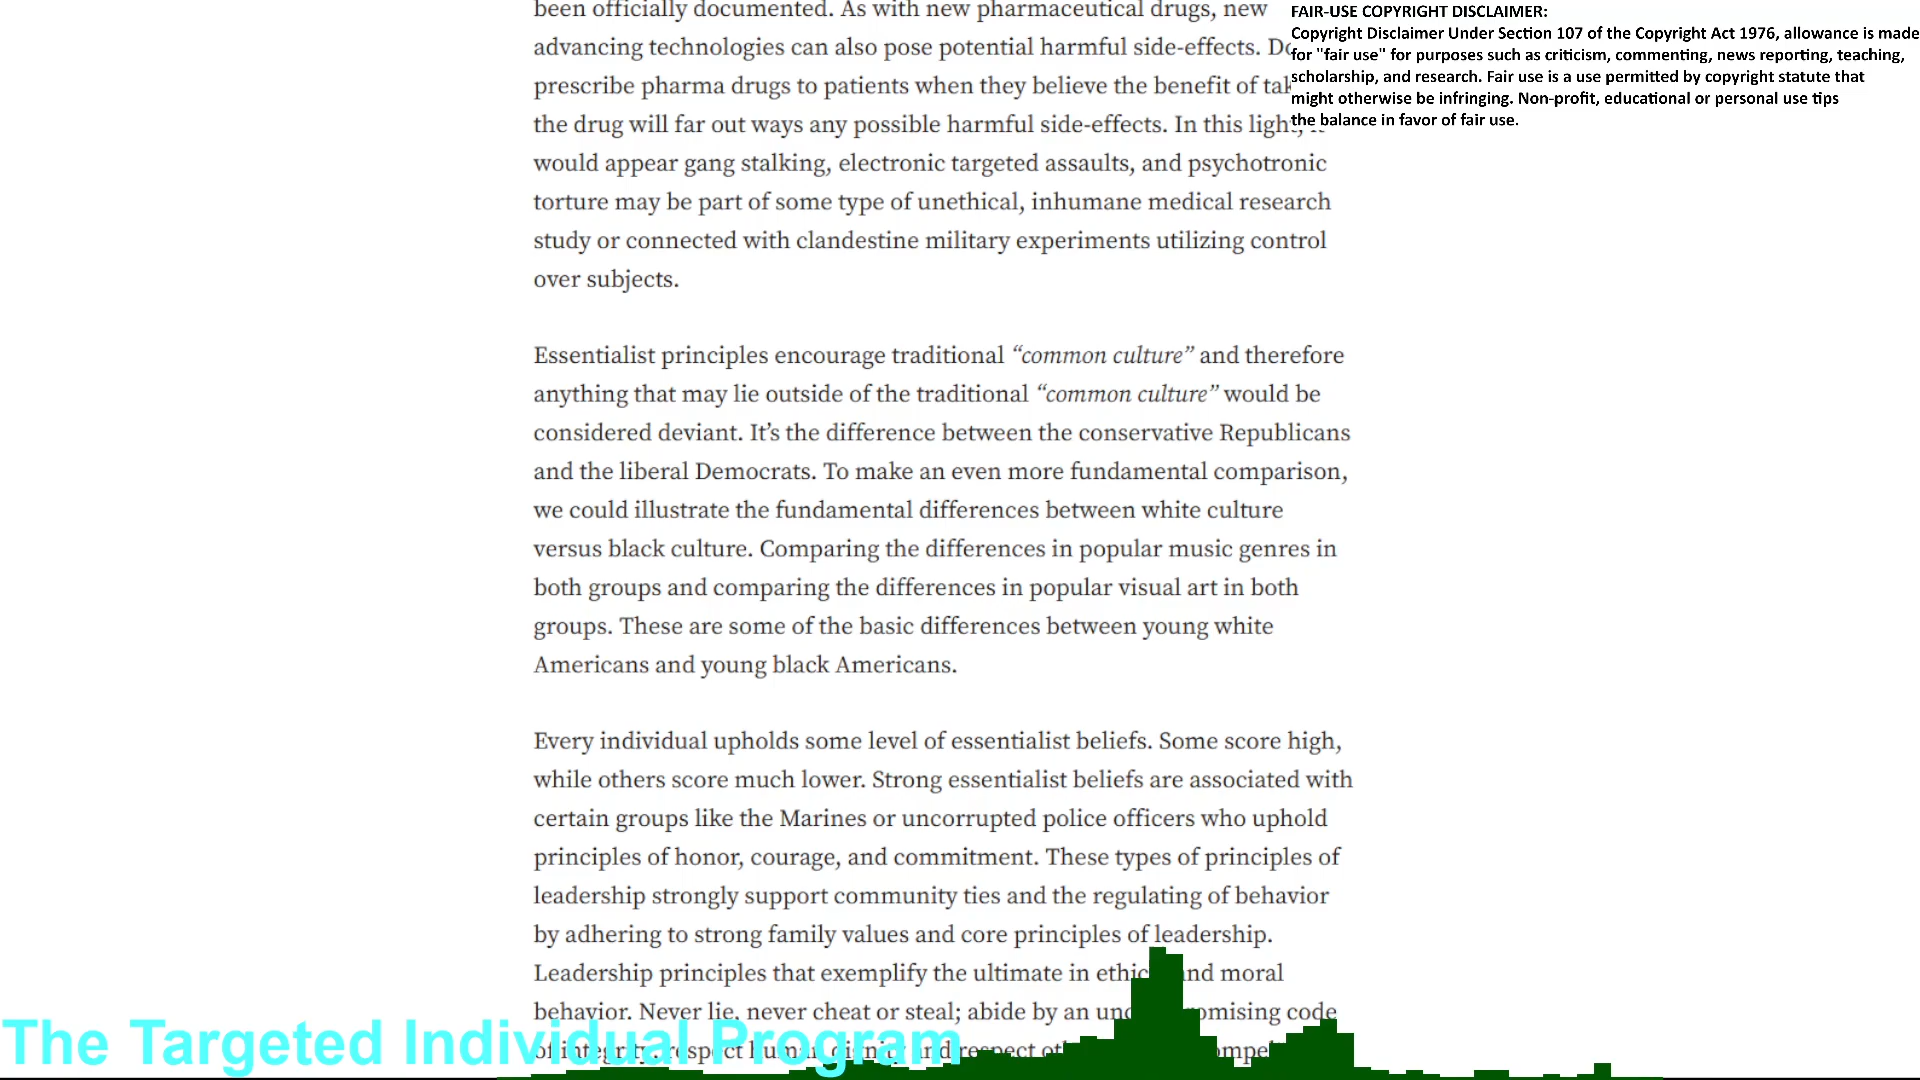 been officially documented. As with new pharmaceutical drugs, new
advancing technologies can also pose potential harmful side-effects.
prescribe pharma drugs to patients when they believe the benefit of
the drug will far out ways any possible harmful side-effects. In this light,
would appear gang stalking, electronic targeted assaults, and psychotronic
torture may be part of some type of unethical, inhumane medical research
study or connected with clandestine military experiments utilizing control
over subjects.
Essentialist principles encourage traditional “common culture” and therefore
anything that may lie outside of the traditional “common culture” would be
considered deviant. It’s the difference between the conservative Republicans
and the liberal Democrats. To make an even more fundamental comparison,
we could illustrate the fundamental differences between white culture
versus black culture. Comparing the differences in popular music genres in
both groups and comparing the differences in popular visual art in both
groups. These are some of the basic differences between young white
Americans and young black Americans.
Every individual upholds some level of essentialist beliefs. Some score high,
while others score much lower. Strong essentialist beliefs are associated with
certain groups like the Marines or uncorrupted police officers who uphold
principles of honor, courage, and commitment. These types of principles of
leadership strongly support community ties and the regulating of behavior
by adhering to strong family values and core principles of leadership.
Leadership principles that exemplify the ultimate in and moral
behavior. Never lie, never cheat or steal; abide by an code
of integrity. respect human dignity and respect
FAIR-USE COPYRIGHT DISCLAIMER:
Copyright Disclaimer Under Section 107 of the Copyright Act 1976, allowance is made
for "fair use" for purposes such as criticism, commenting, news reporting, teaching,
scholarship, and research. Fair use is a use permitted by copyright statute that
might otherwise be infringing. Non-profit, educational or personal use tips
the balance in favor of fair use.
The Targeted Individual Program